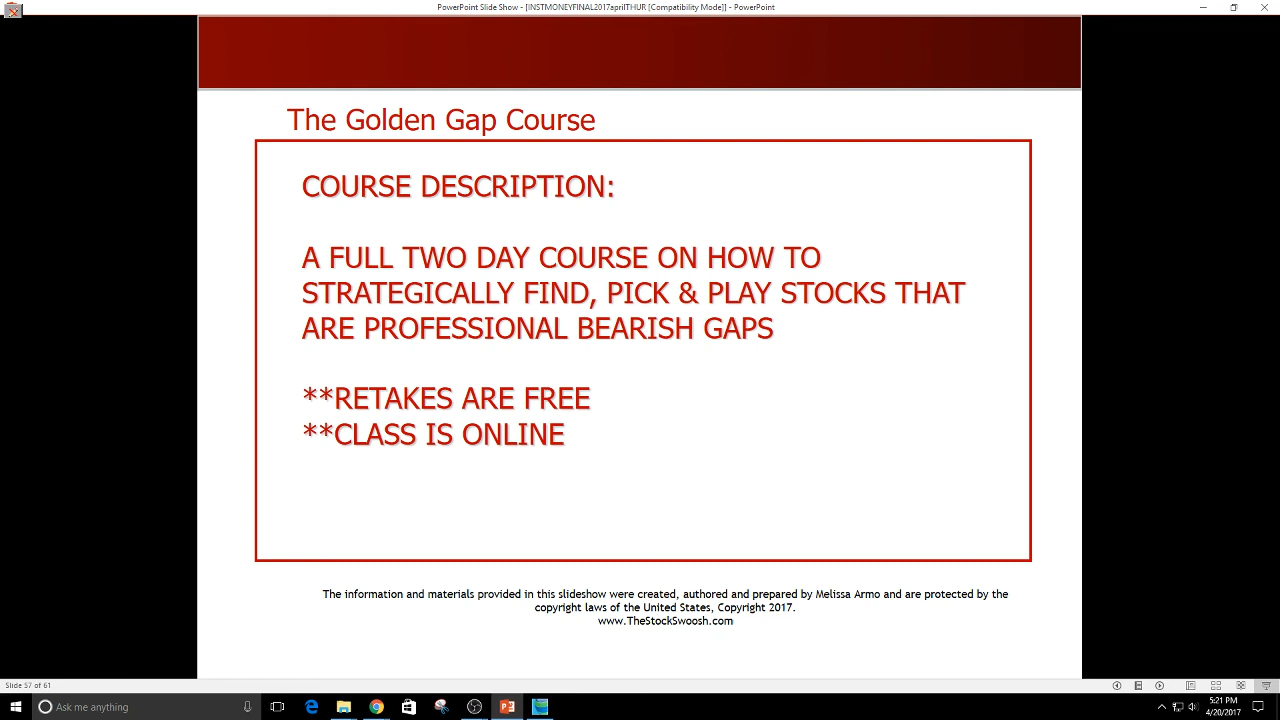 PowerPoint Slide Show - [INSTMONEYFINAL2017aprilTHUR [Compatibility Mode]] - PowerPoint
The Golden Gap Course
COURSE DESCRIPTION:
A FULL TWO DAY COURSE ON HOW TO
STRATEGICALLY FIND, PICK & PLAY STOCKS THAT
ARE PROFESSIONAL BEARISH GAPS
**RETAKES ARE FREE
**CLASS IS ONLINE
The information and materials provided in this slideshow were created, authored and prepared by Melissa Armo and are protected by the
copyright laws of the United States, Copyright 2017.
www.TheStockSwoosh.com
Slide 57 of 61
Ask me anything
5:21 PM
4/20/2017